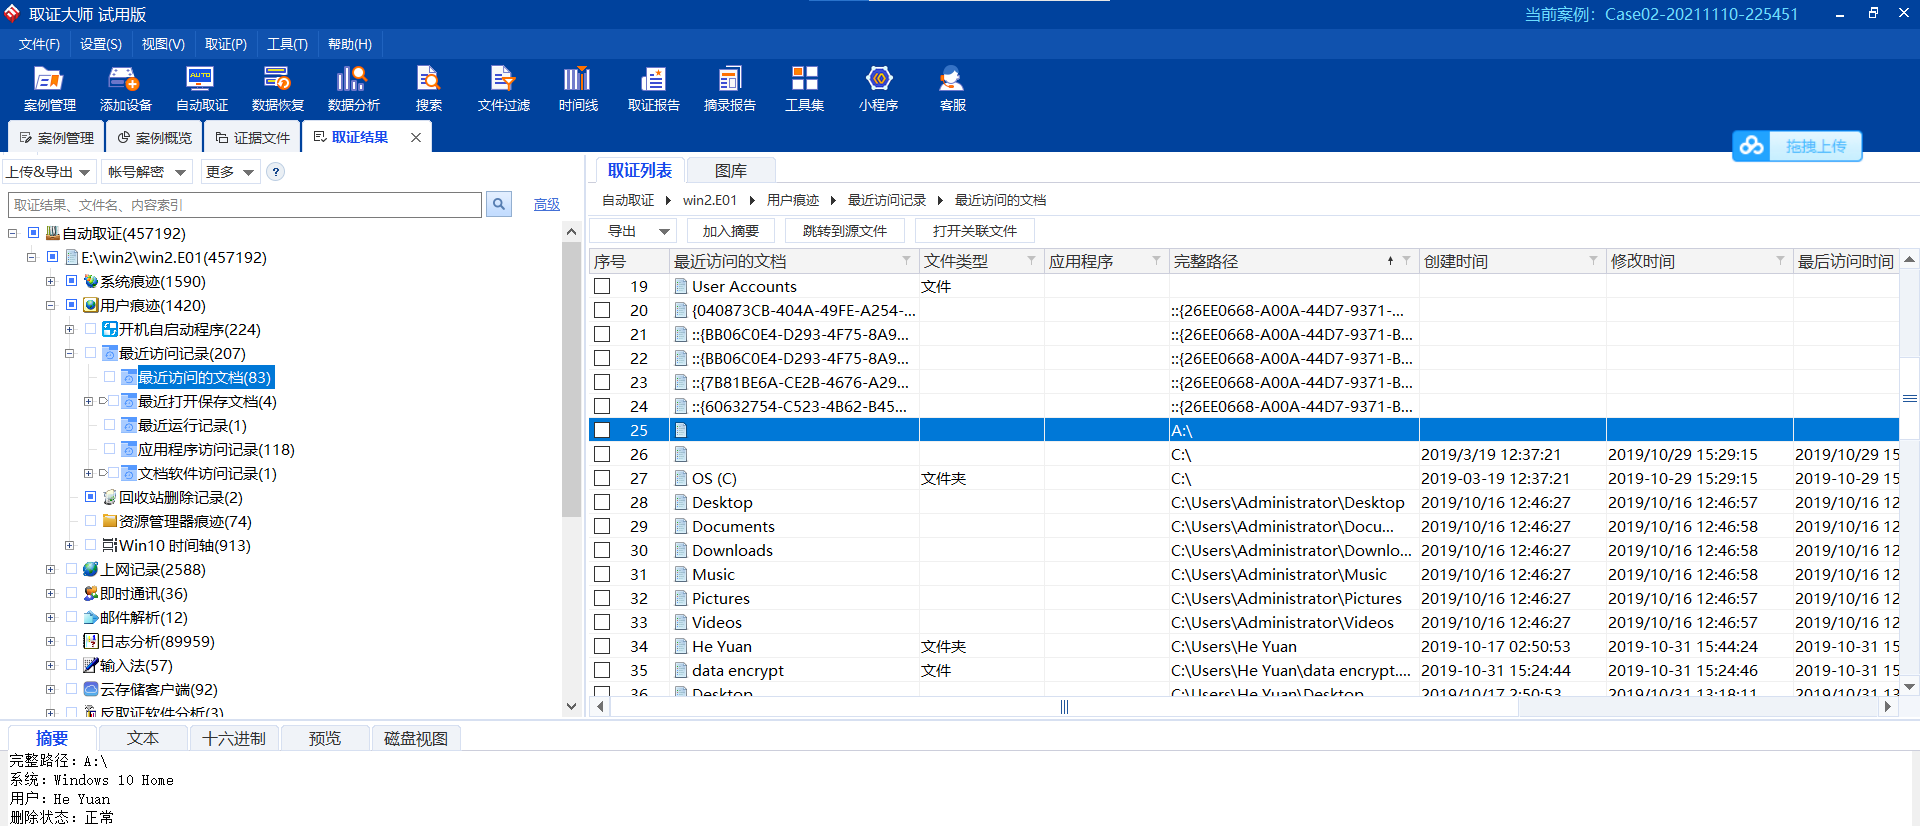 取证大师 试用版
当前案例：Case02-20211110-225451
文件(F) 设置(S) 视图(V) 取证(P) 工具(T) 帮助(H)
案例管理 添加设备 自动取证 数据恢复 数据分析 搜索 文件过滤 时间线 取证报告 摘录报告 工具集 小程序 客服
案例管理 案例概览 证据文件 取证结果
拖拽上传
上传&导出 帐号解密 更多 ?
取证结果、文件名、内容索引 高级
自动取证(457192)
E:\win2\win2.E01(457192)
系统痕迹(1590)
用户痕迹(1420)
开机自启动程序(224)
最近访问记录(207)
最近访问的文档(83)
最近打开保存文档(4)
最近运行记录(1)
应用程序访问记录(118)
文档软件访问记录(1)
回收站删除记录(2)
资源管理器痕迹(74)
Win10 时间轴(913)
上网记录(2588)
即时通讯(36)
邮件解析(12)
日志分析(89959)
输入法(57)
云存储客户端(92)
反取证软件分析(3)
取证列表 图库
自动取证 win2.E01 用户痕迹 最近访问记录 最近访问的文档
导出 加入摘要 跳转到源文件 打开关联文件
序号 最近访问的文档 文件类型 应用程序 完整路径 创建时间 修改时间 最后访问时间
19 User Accounts 文件
20 {040873CB-404A-49FE-A254-... ::{26EE0668-A00A-44D7-9371-...
21 ::{BB06C0E4-D293-4F75-8A9... ::{26EE0668-A00A-44D7-9371-B...
22 ::{BB06C0E4-D293-4F75-8A9... ::{26EE0668-A00A-44D7-9371-B...
23 ::{7B81BE6A-CE2B-4676-A29... ::{26EE0668-A00A-44D7-9371-B...
24 ::{60632754-C523-4B62-B45... ::{26EE0668-A00A-44D7-9371-B...
25 A:\
26 C:\ 2019/3/19 12:37:21 2019/10/29 15:29:15 2019/10/29 15
27 OS (C) 文件夹 C:\ 2019-03-19 12:37:21 2019-10-29 15:29:15 2019-10-29 15
28 Desktop C:\Users\Administrator\Desktop 2019/10/16 12:46:27 2019/10/16 12:46:57 2019/10/16 12
29 Documents C:\Users\Administrator\Docu... 2019/10/16 12:46:27 2019/10/16 12:46:58 2019/10/16 12
30 Downloads C:\Users\Administrator\Downlo... 2019/10/16 12:46:27 2019/10/16 12:46:58 2019/10/16 12
31 Music C:\Users\Administrator\Music 2019/10/16 12:46:27 2019/10/16 12:46:58 2019/10/16 12
32 Pictures C:\Users\Administrator\Pictures 2019/10/16 12:46:27 2019/10/16 12:46:57 2019/10/16 12
33 Videos C:\Users\Administrator\Videos 2019/10/16 12:46:27 2019/10/16 12:46:57 2019/10/16 12
34 He Yuan 文件夹 C:\Users\He Yuan 2019-10-17 02:50:53 2019-10-31 15:44:24 2019-10-31 15
35 data encrypt 文件 C:\Users\He Yuan\data encrypt.... 2019-10-31 15:24:44 2019-10-31 15:24:46 2019-10-31 15
36 Desktop C:\Users\He Yuan\Desktop 2019/10/17 2:50:53 2019/10/31 13:18:11 2019/10/31 13
摘要 文本 十六进制 预览 磁盘视图
完整路径：A:\
系统：Windows 10 Home
用户：He Yuan
删除状态：正常